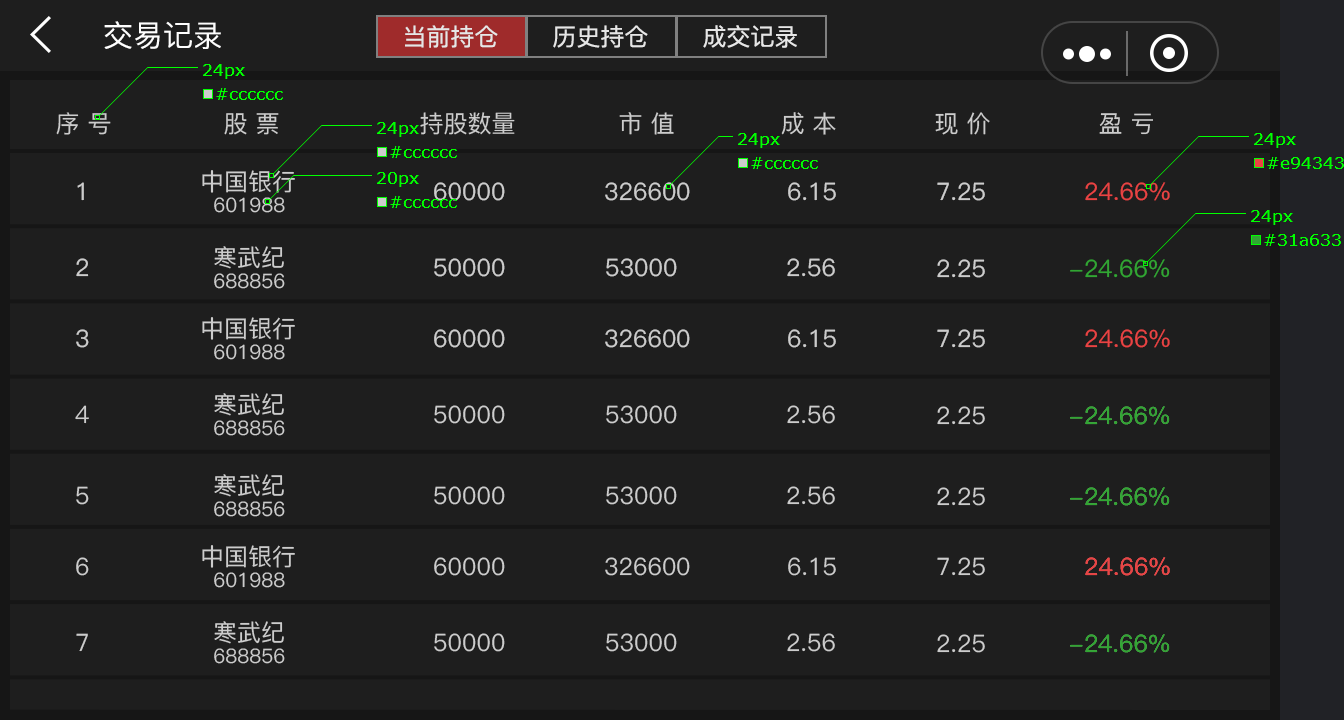 交易记录 当前持仓 历史持仓 成交记录
24px
#cccccc
序号 股票 持股数量 市值 成本 现价 盈亏
24px
#cccccc
24px
#cccccc
24px
#e94343
20px
#cccccc
1 中国银行 60000 326600 6.15 7.25 24.66%
601988
24px
#31a633
2 寒武纪 50000 53000 2.56 2.25 -24.66%
688856
3 中国银行 60000 326600 6.15 7.25 24.66%
601988
4 寒武纪 50000 53000 2.56 2.25 -24.66%
688856
5 寒武纪 50000 53000 2.56 2.25 -24.66%
688856
6 中国银行 60000 326600 6.15 7.25 24.66%
601988
7 寒武纪 50000 53000 2.56 2.25 -24.66%
688856